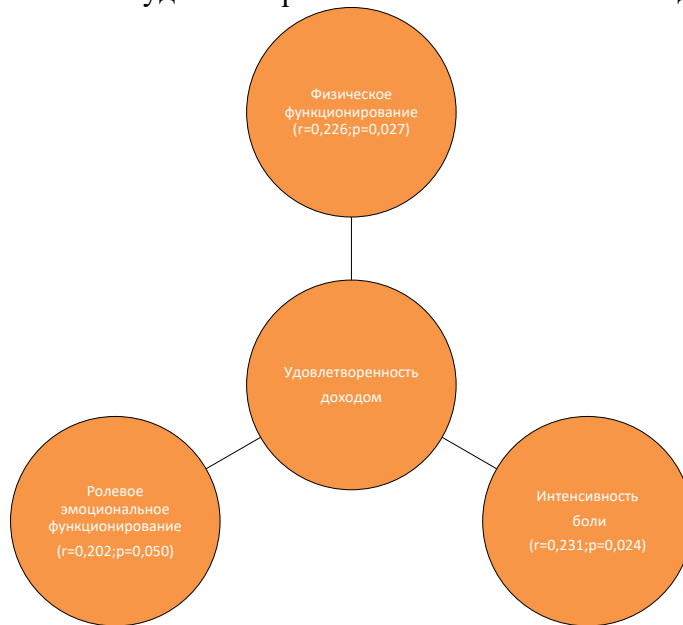 Физическое
функционирование
(r=0,226;p=0,027)
Удовлетворенность
доходом
Ролевое
эмоциональное
функционирование
(r=0,202;p=0,050)
Интенсивность
боли
(r=0,231;p=0,024)